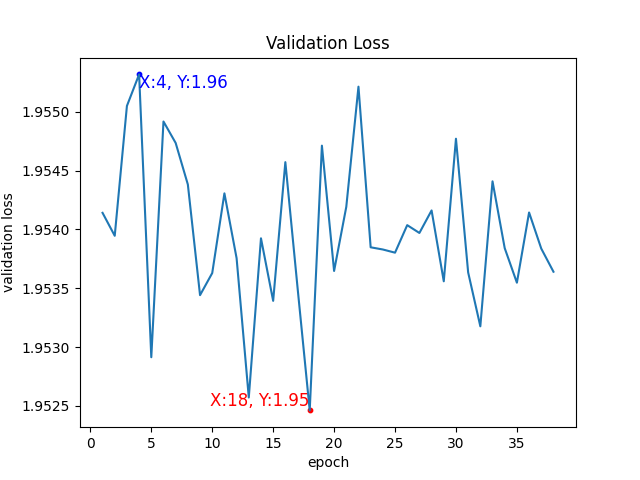 Validation Loss
X:4, Y:1.96
1.9550
1.9545
1.9540
1.9535
1.9530
1.9525
validation loss
X:18, Y:1.95
0 5 10 15 20 25 30 35
epoch